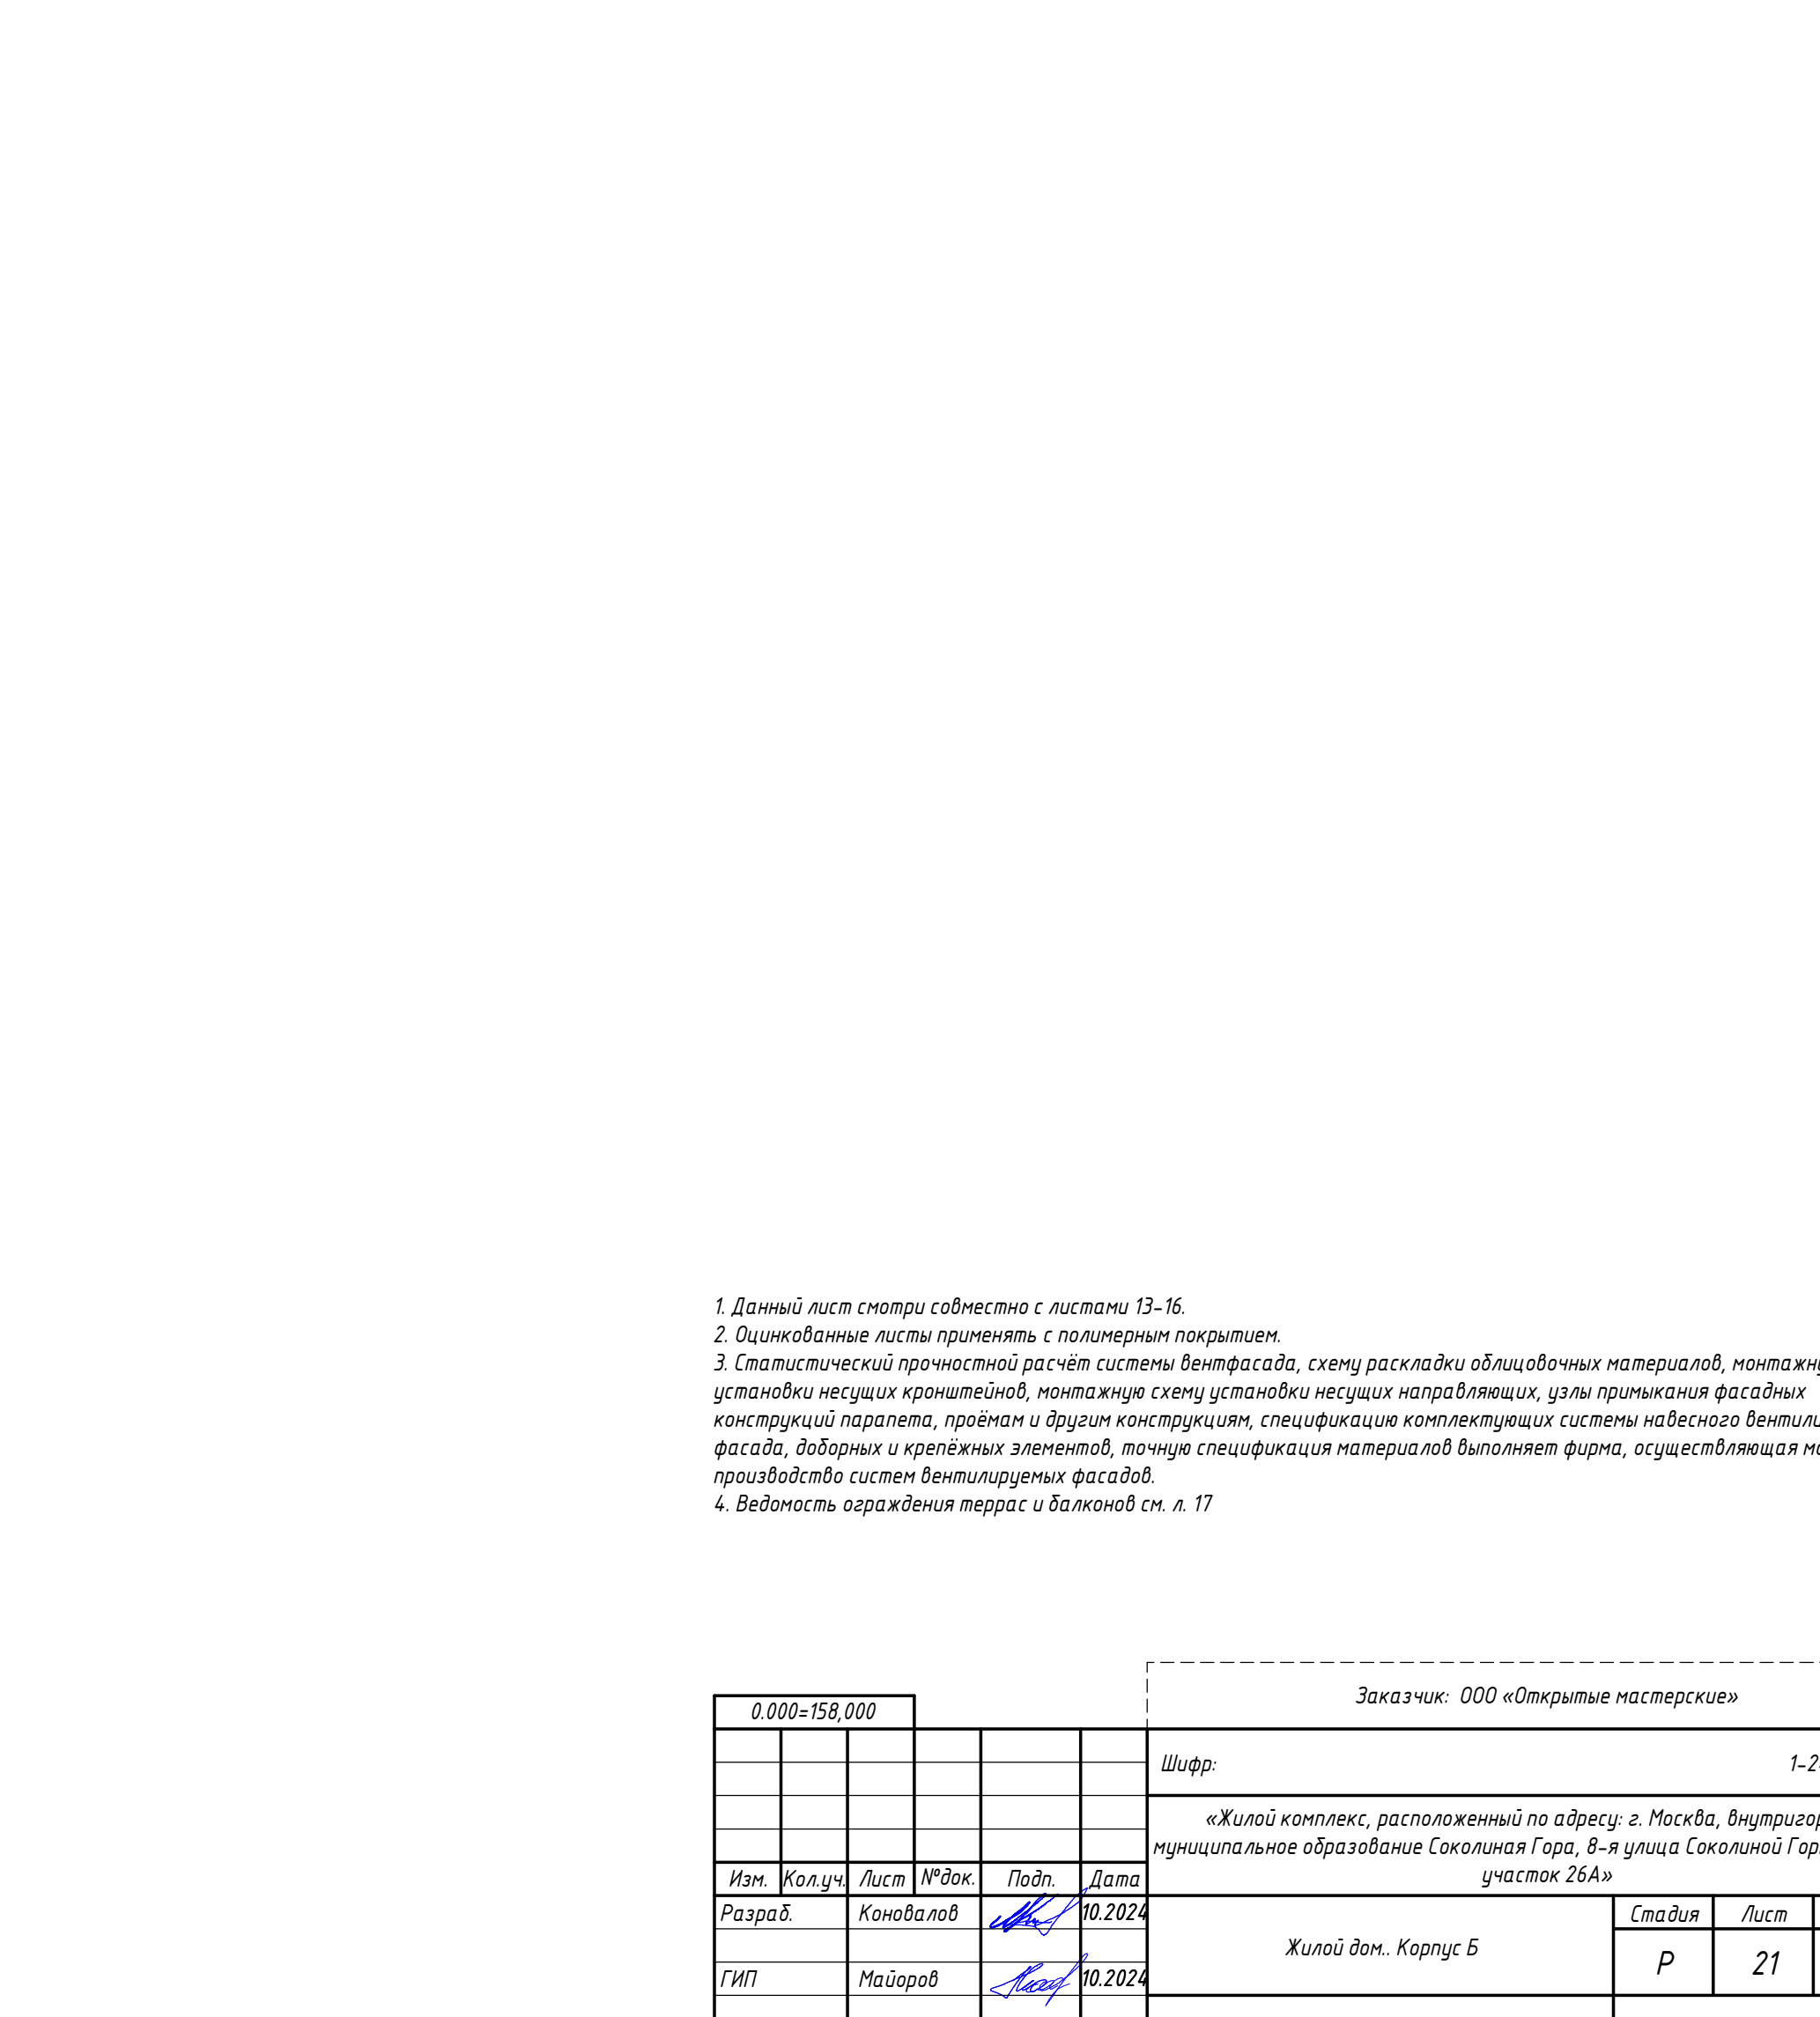 1. Данный лист смотри совместно с листами 13-16.
2. Оцинкованные листы применять с полимерным покрытием.
3. Статистический прочностной расчёт системы вентфасада, схему раскладки облицовочных материалов,
установки несущих кронштейнов, монтажную схему установки несущих направляющих, узлы примыкания фасадных
конструкций парапета, проёмам и другим конструкциям, спецификацию комплектующих системы навесного
фасада, доборных и крепёжных элементов, точную спецификация материалов выполняет фирма, осуществляющая
производство систем вентилируемых фасадов.
4. Ведомость ограждения террас и балконов см. л. 17
Заказчик: ООО «Открытые мастерские»
0.000=158,000
Шифр:
«Жилой комплекс, расположенный по адресу: г. Москва,
муниципальное образование Соколиная Гора, 8-я улица Соколиной
участок 26А»
Изм. Кол.уч. Лист №док. Подп. Дата
Разраб. Коновалов 10.2024
Стадия Лист
Жилой дом.. Корпус Б
Р 21
ГИП Майоров 10.2024